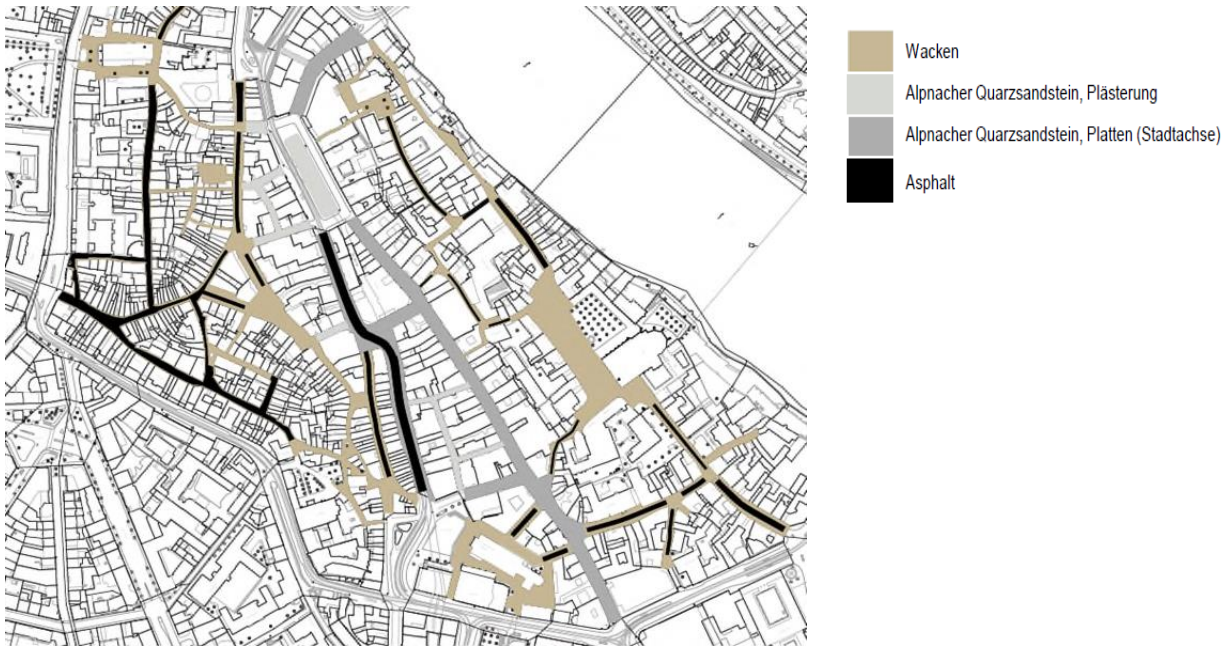 Wacken
Alpnacher Quarzsandstein, Plästerung
Alpnacher Quarzsandstein, Platten (Stadtachse)
Asphalt